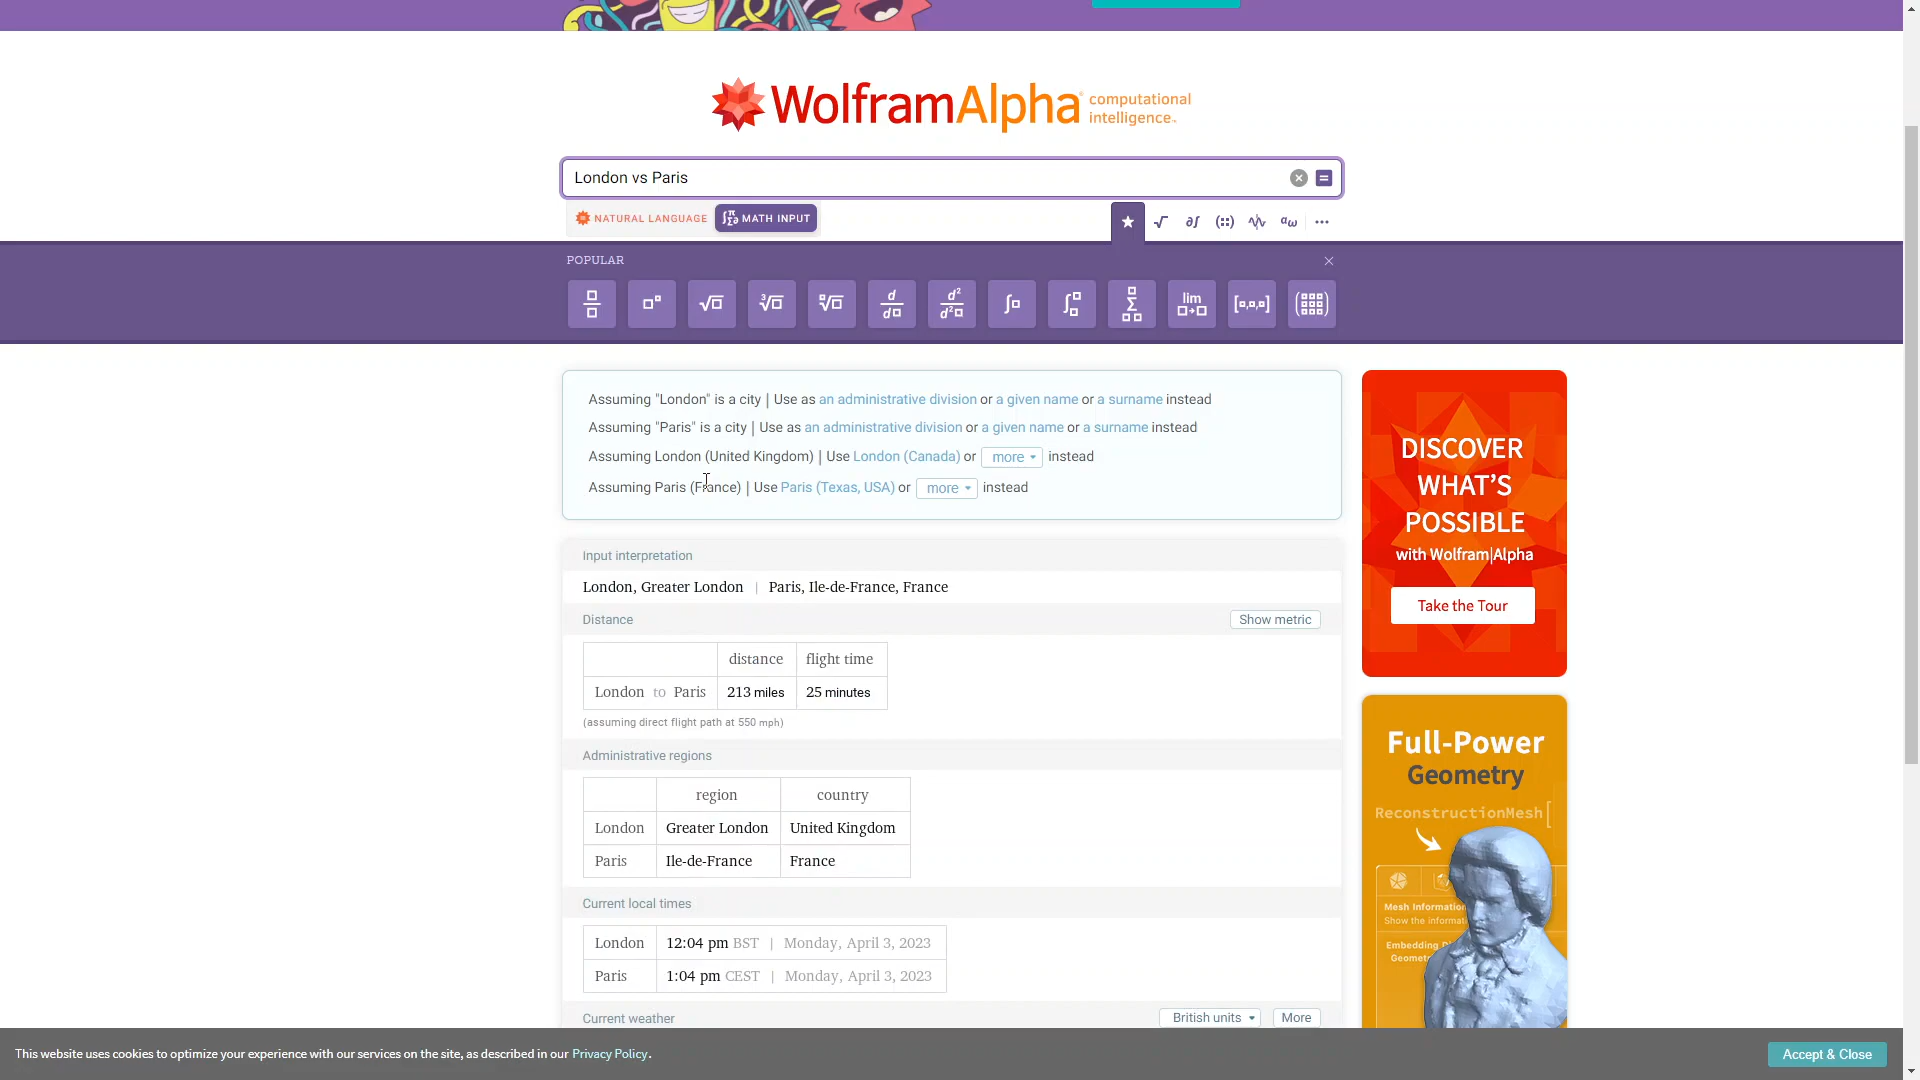 WolframAlpha computational intelligence.
London vs Paris
NATURAL LANGUAGE
MATH INPUT
POPULAR
d/d□ d²/d²□ lim
Assuming "London" is a city | Use as an administrative division or a given name or a surname instead
Assuming "Paris" is a city | Use as an administrative division or a given name or a surname instead
Assuming London (United Kingdom) | Use London (Canada) or more instead
Assuming Paris (France) | Use Paris (Texas, USA) or more instead
Input interpretation
London, Greater London | Paris, Ile-de-France, France
Distance
Show metric
distance flight time
London to Paris 213 miles 25 minutes
(assuming direct flight path at 550 mph)
Administrative regions
region country
London Greater London United Kingdom
Paris Ile-de-France France
Current local times
London 12:04 pm BST | Monday, April 3, 2023
Paris 1:04 pm CEST | Monday, April 3, 2023
Current weather
British units
More
DISCOVER
WHAT'S
POSSIBLE
with Wolfram|Alpha
Take the Tour
Full-Power
Geometry
ReconstructionMesh[
Mesh Information
Show the informat
Embedding D
Geomet
This website uses cookies to optimize your experience with our services on the site, as described in our Privacy Policy.
Accept & Close